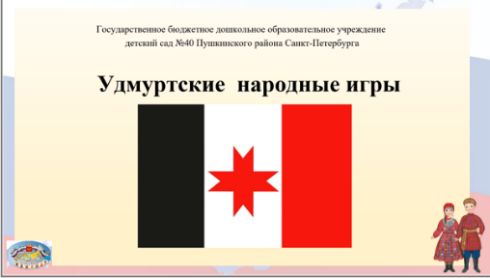 Государственное бюджетное дошкольное образовательное учреждение
детский сад №40 Пушкинского района Санкт-Петербурга
Удмуртские народные игры